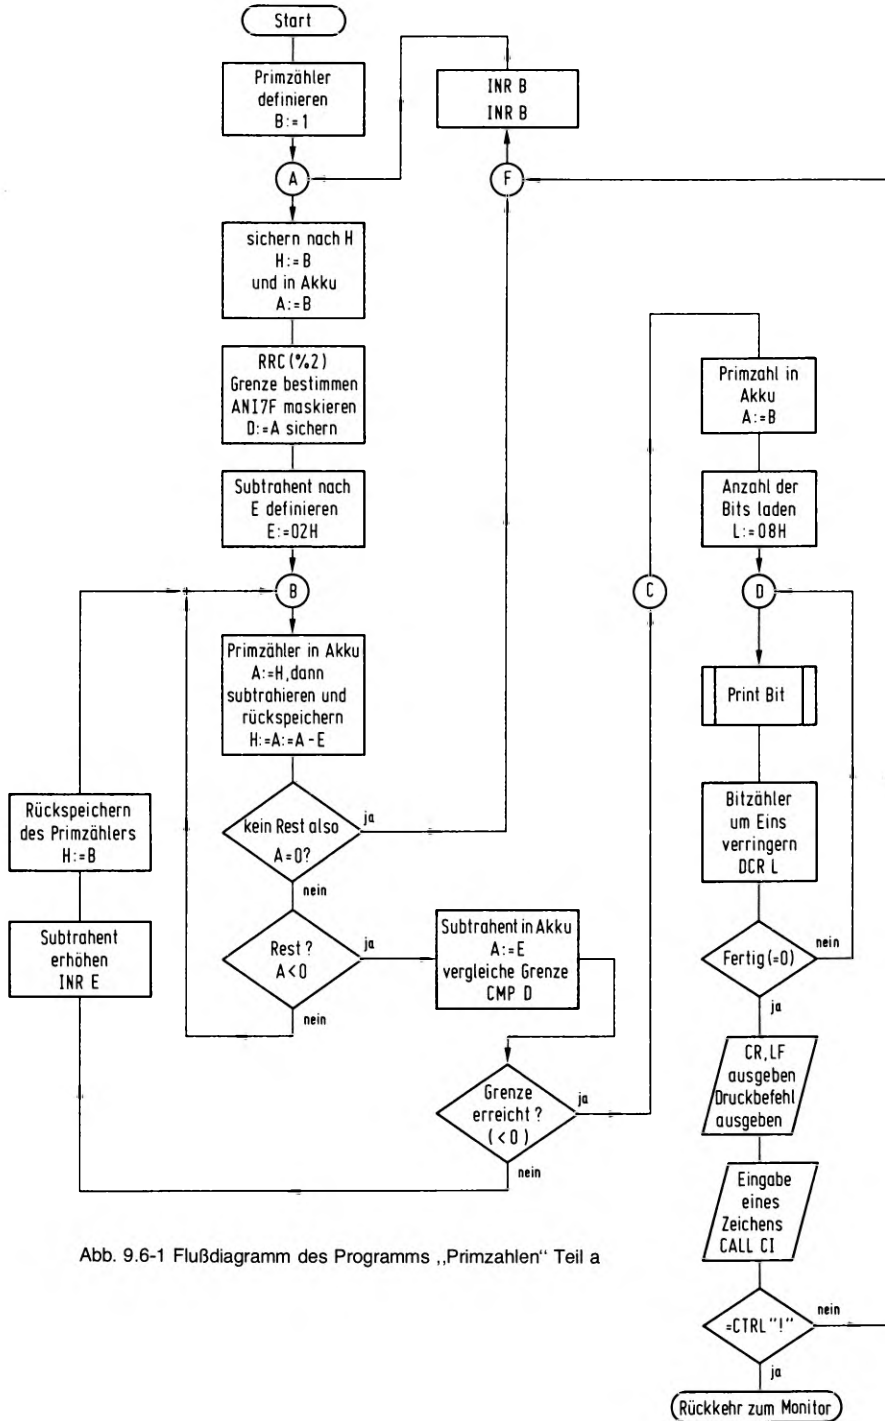 Start
Primzähler
definieren
B:=1
A
sichern nach H
H:=B
und in Akku
A:=B
RRC (%2)
Grenze bestimmen
ANI7F maskieren
D:=A sichern
Subtrahent nach
E definieren
E:=02H
B
Primzähler in Akku
A:=H,dann
subtrahieren und
rückspeichern
H:=A:=A-E
kein Rest also
A=0?
ja
nein
Rest?
A<0
ja
nein
Rückspeichern
des Primzählers
H:=B
Subtrahent
erhöhen
INR E
INR B
INR B
F
Subtrahent in Akku
A:=E
vergleiche Grenze
CMP D
Grenze
erreicht?
(<0)
ja
nein
C
Primzahl in
Akku
A:=B
Anzahl der
Bits laden
L:=08H
D
Print Bit
Bitzähler
um Eins
verringern
DCR L
Fertig(=0)
nein
ja
CR,LF
ausgeben
Druckbefehl
ausgeben
Eingabe
eines
Zeichens
CALL CI
=CTRL"!"
nein
ja
Rückkehr zum Monitor
Abb. 9.6-1 Flußdiagramm des Programms ,,Primzahlen“ Teil a